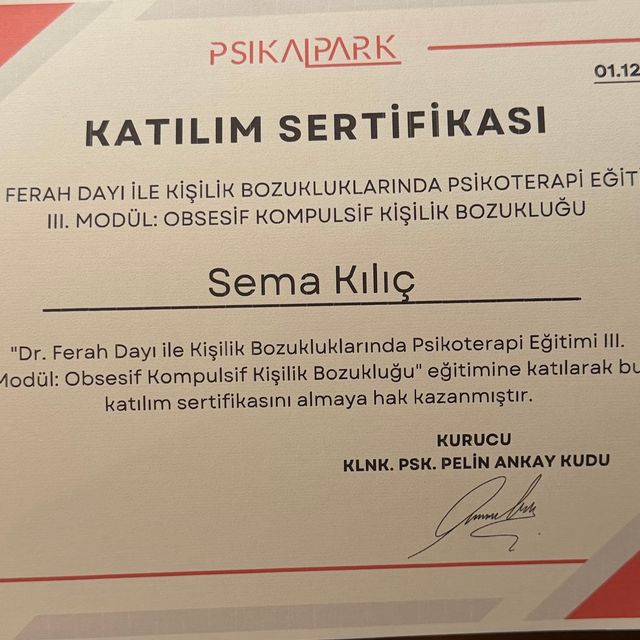 PSIKALPARK
01.12
KATILIM SERTİFİKASI
FERAH DAYI İLE KİŞİLİK BOZUKLUKLARINDA PSİKOTERAPİ EĞİT
III. MODÜL: OBSESİF KOMPULSİF KİŞİLİK BOZUKLUĞU
Sema Kılıç
"Dr. Ferah Dayı ile Kişilik Bozukluklarında Psikoterapi Eğitimi III.
Modül: Obsesif Kompulsif Kişilik Bozukluğu" eğitimine katılarak bu
katılım sertifikasını almaya hak kazanmıştır.
KURUCU
KLNK. PSK. PELİN ANKAY KUDU